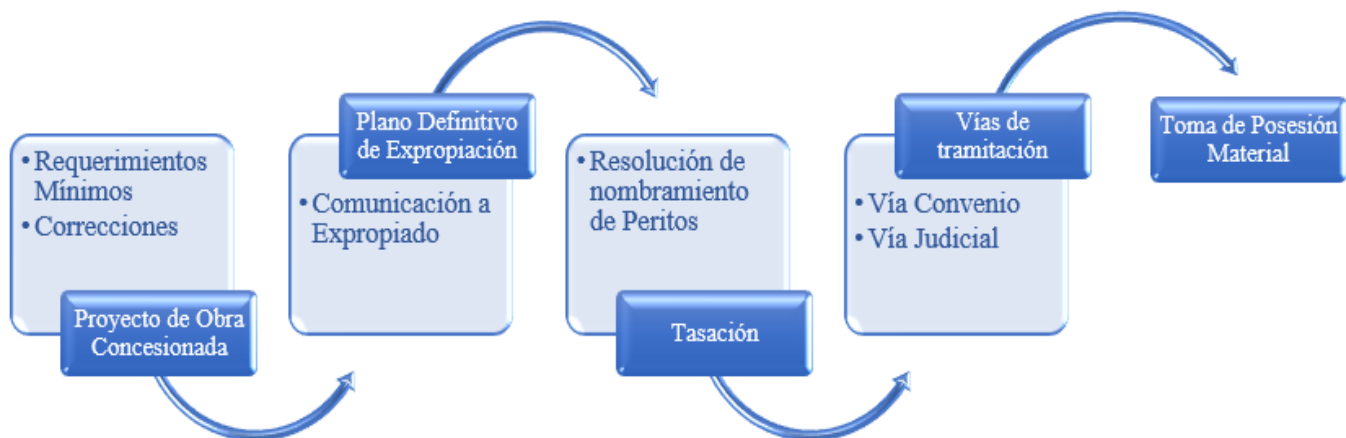 • Requerimientos
Mínimos
• Correcciones
Proyecto de Obra
Concesionada
Plano Definitivo
de Expropiación
• Comunicación a
Expropiado
• Resolución de
nombramiento
de Peritos
Tasación
Vías de
tramitación
• Vía Convenio
• Vía Judicial
Toma de Posesión
Material